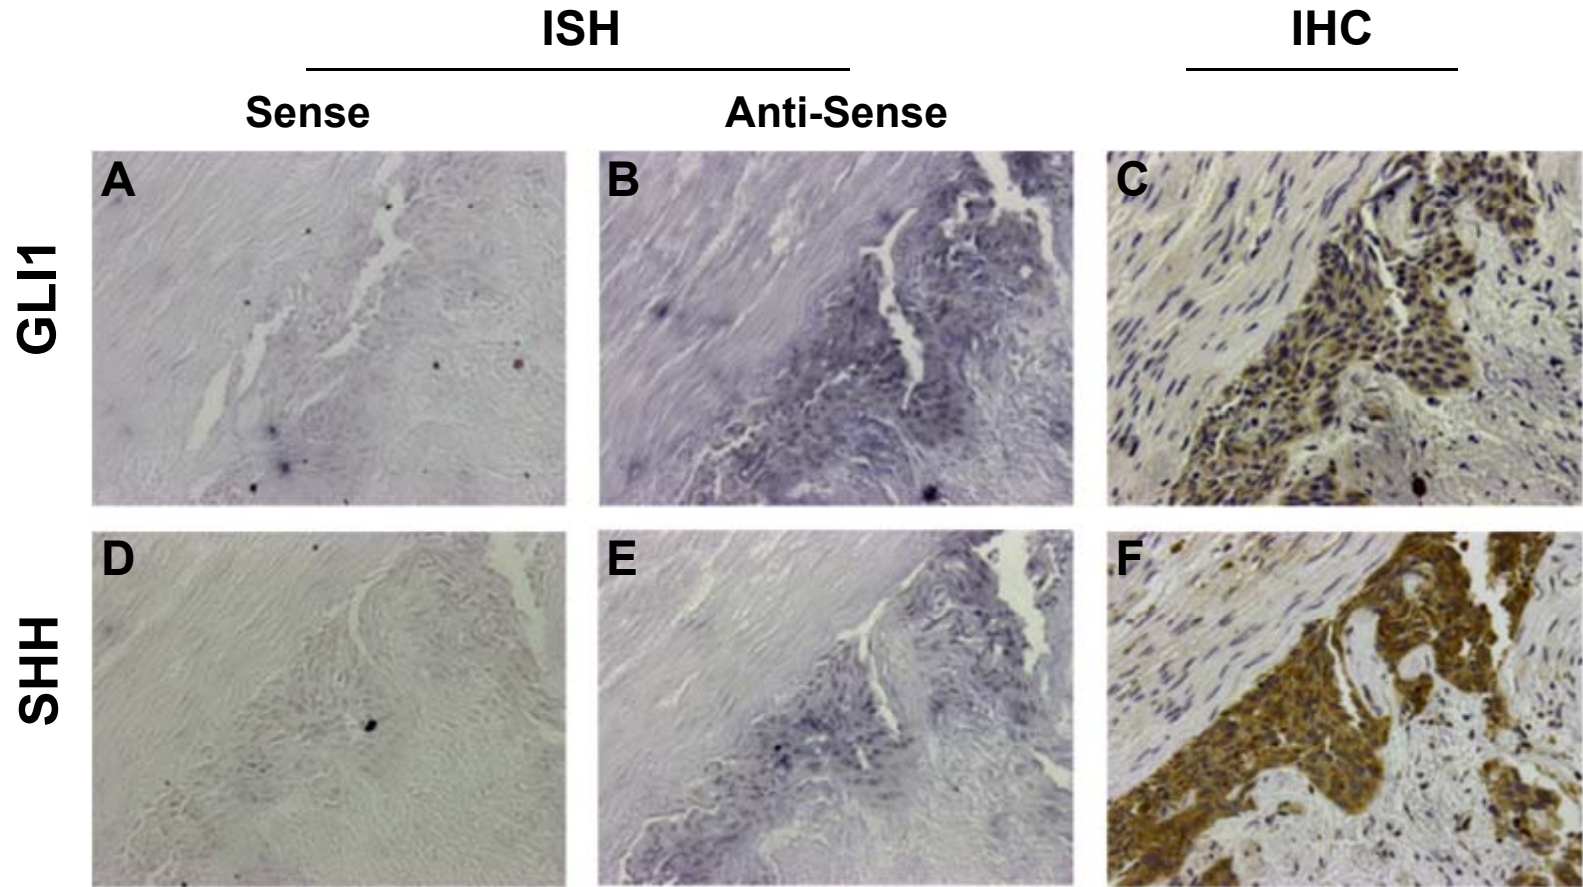 ISH IHC
Sense Anti-Sense
GLI1
A B C
SHH
D E F